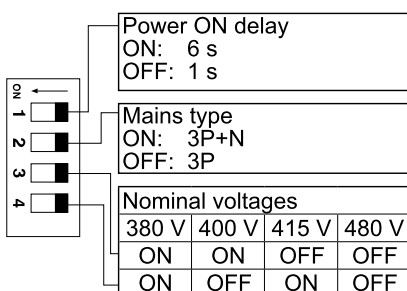 Power ON delay
ON: 6 s
OFF: 1 s
ON
1
2
3
4
Mains type
ON: 3P+N
OFF: 3P
Nominal voltages
380 V 400 V 415 V 480 V
ON ON OFF OFF
ON OFF ON OFF